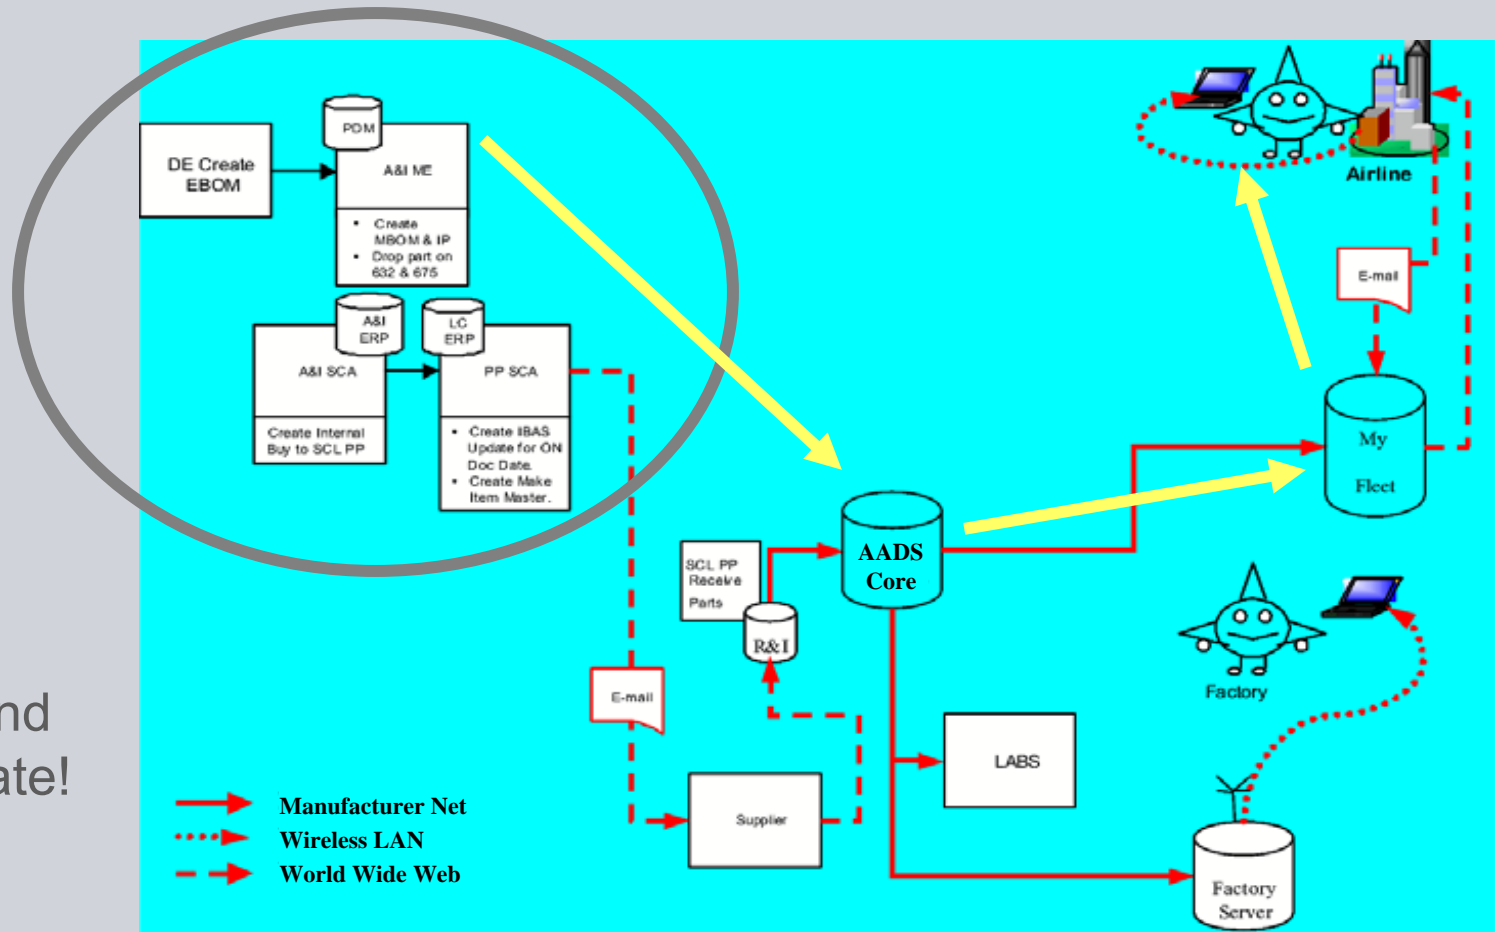 PDM
DE Create
EBOM
A&I ME
• Create
MBOM & IP
• Drop part on
632 & 675
A&I
ERP
LC
ERP
A&I SCA
PP SCA
Create Internal
Buy to SCL PP
• Create IBAS
Update for ON
Doc Date.
• Create Make
Item Master.
Airline
E-mail
My
Fleet
AADS
Core
SCL PP
Receive
Parts
R&I
E-mail
Factory
LABS
Supplier
Factory
Server
nd
ate!
Manufacturer Net
Wireless LAN
World Wide Web